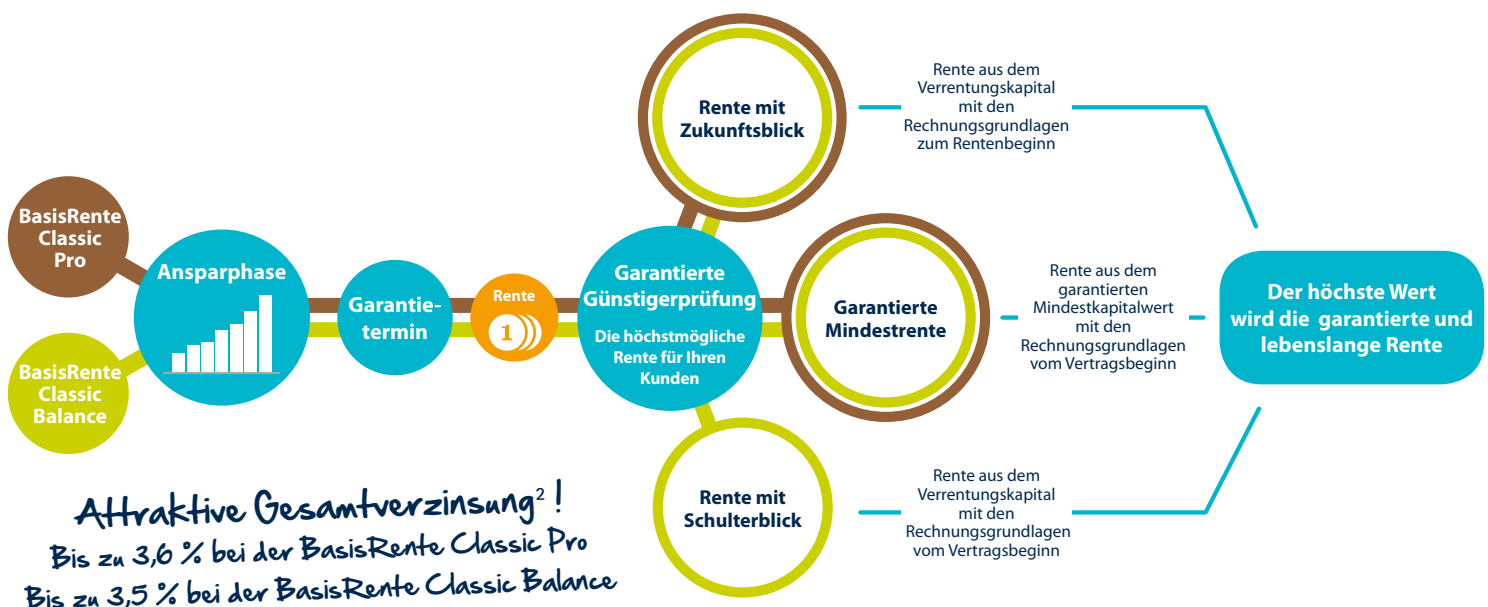 BasisRente
Classic
Pro
BasisRente
Classic
Balance
Ansparphase
Garantie-
termin
Rente
1
Garantierte
Günstigerprüfung
Die höchstmögliche
Rente für Ihren
Kunden
Rente mit
Zukunftsblick
Rente aus dem
Verrentungskapital
mit den
Rechnungsgrundlagen
zum Rentenbeginn
Garantierte
Mindestrente
Rente aus dem
garantierten
Mindestkapitalwert
mit den
Rechnungsgrundlagen
vom Vertragsbeginn
Rente mit
Schulterblick
Rente aus dem
Verrentungskapital
mit den
Rechnungsgrundlagen
vom Vertragsbeginn
Der höchste Wert
wird die garantierte und
lebenslange Rente
Attraktive Gesamtverzinsung² !
Bis zu 3,6 % bei der BasisRente Classic Pro
Bis zu 3,5 % bei der BasisRente Classic Balance